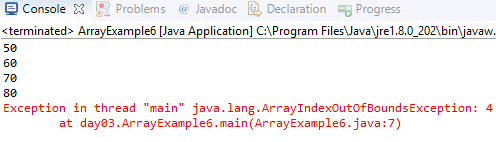 Console Problems @ Javadoc Declaration Progress
<terminated> ArrayExample6 [Java Application] C:\Program Files\Java\jre1.8.0_202\bin\javaw.
50
60
70
80
Exception in thread "main" java.lang.ArrayIndexOutOfBoundsException: 4
at day03.ArrayExample6.main(ArrayExample6.java:7)